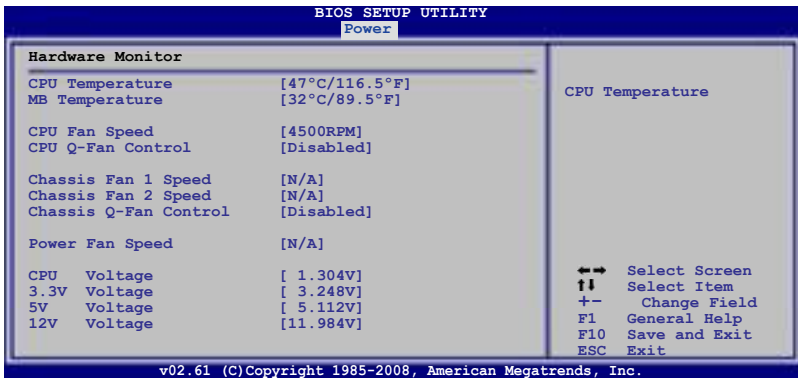 BIOS SETUP UTILITY
Power
Hardware Monitor
CPU Temperature [47°C/116.5°F]
MB Temperature [32°C/89.5°F]
CPU Fan Speed [4500RPM]
CPU Q-Fan Control [Disabled]
Chassis Fan 1 Speed [N/A]
Chassis Fan 2 Speed [N/A]
Chassis Q-Fan Control [Disabled]
Power Fan Speed [N/A]
CPU Voltage [ 1.304V]
3.3V Voltage [ 3.248V]
5V Voltage [ 5.112V]
12V Voltage [11.984V]
CPU Temperature
←→ Select Screen
↑↓ Select Item
+- Change Field
F1 General Help
F10 Save and Exit
ESC Exit
v02.61 (C)Copyright 1985-2008, American Megatrends, Inc.